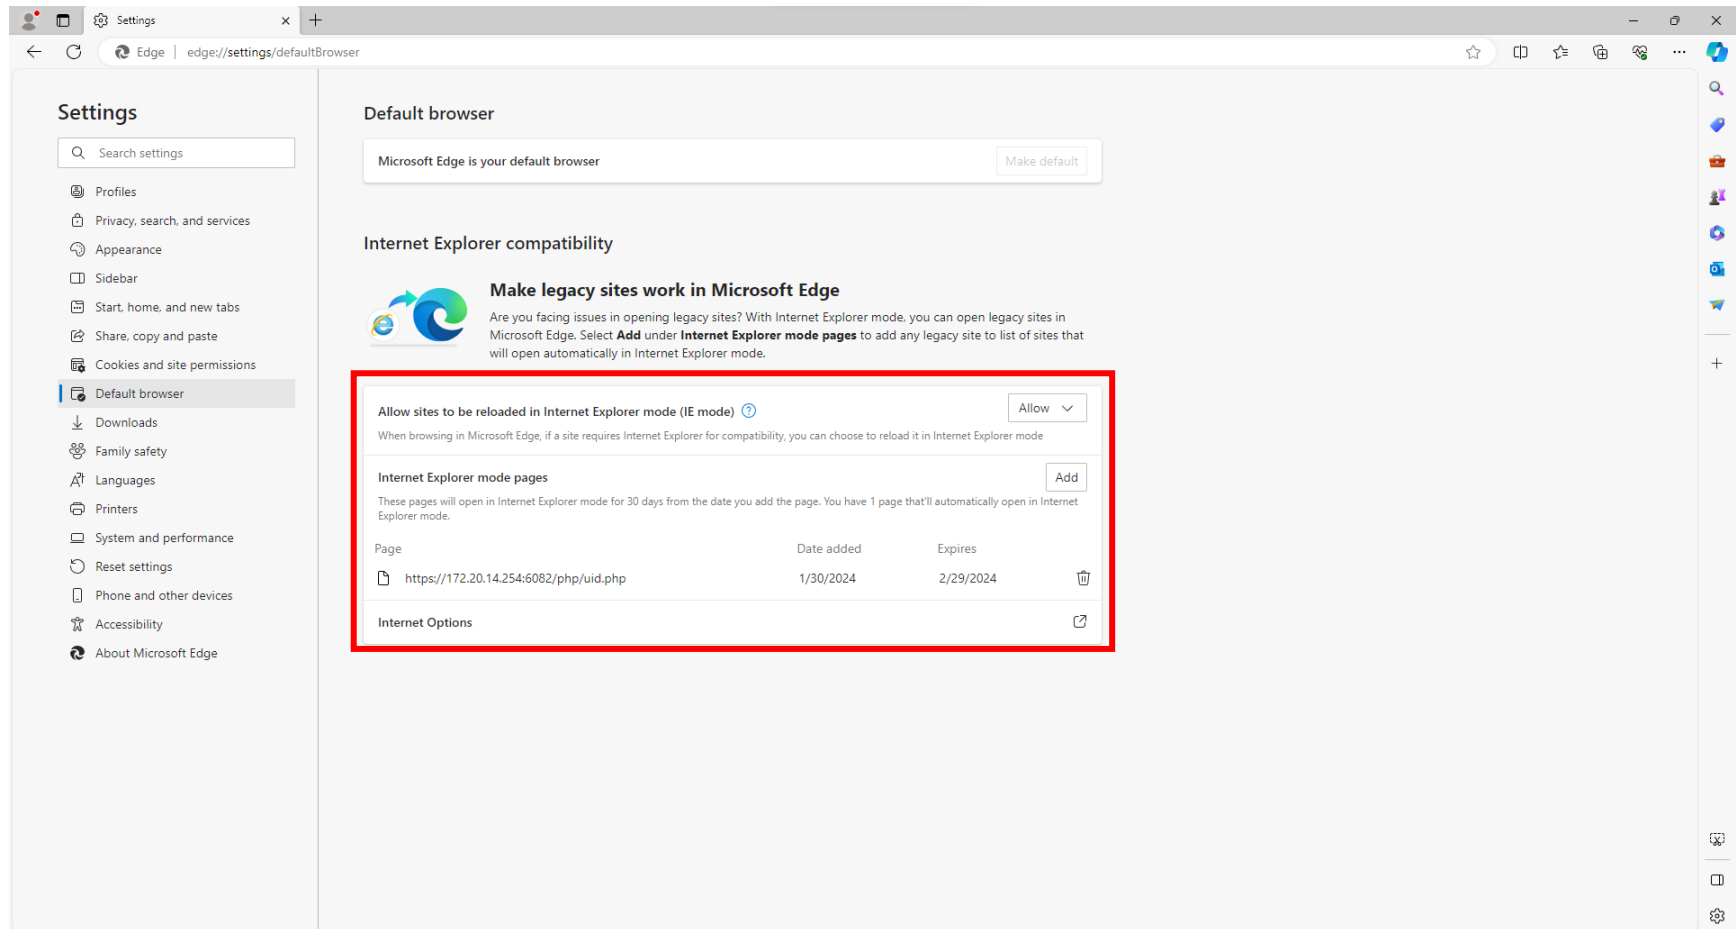 Settings
Edge
edge://settings/defaultBrowser
Settings
Search settings
Profiles
Privacy, search, and services
Appearance
Sidebar
Start, home, and new tabs
Share, copy and paste
Cookies and site permissions
Default browser
Downloads
Family safety
Languages
Printers
System and performance
Reset settings
Phone and other devices
Accessibility
About Microsoft Edge
Default browser
Microsoft Edge is your default browser
Make default
Internet Explorer compatibility
Make legacy sites work in Microsoft Edge
Are you facing issues in opening legacy sites? With Internet Explorer mode, you can open legacy sites in
Microsoft Edge. Select Add under Internet Explorer mode pages to add any legacy site to list of sites that
will open automatically in Internet Explorer mode.
Allow sites to be reloaded in Internet Explorer mode (IE mode)
Allow
When browsing in Microsoft Edge, if a site requires Internet Explorer for compatibility, you can choose to reload it in Internet Explorer mode
Internet Explorer mode pages
Add
These pages will open in Internet Explorer mode for 30 days from the date you add the page. You have 1 page that'll automatically open in Internet
Explorer mode.
Page Date added Expires
https://172.20.14.254:6082/php/uid.php 1/30/2024 2/29/2024
Internet Options